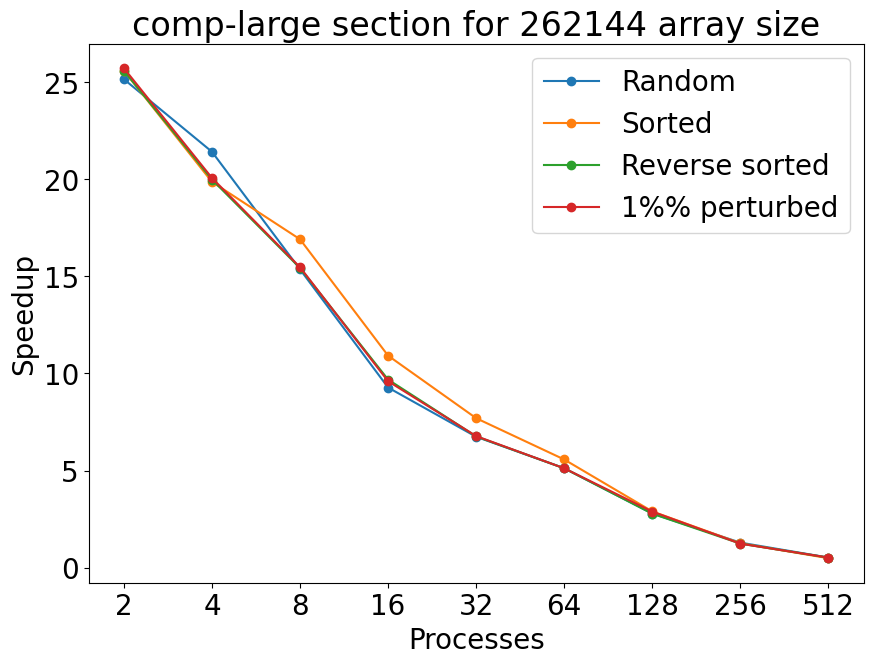 comp-large section for 262144 array size
Random
Sorted
Reverse sorted
1%% perturbed
Speedup
25
20
15
10
5
0
2 4 8 16 32 64 128 256 512
Processes